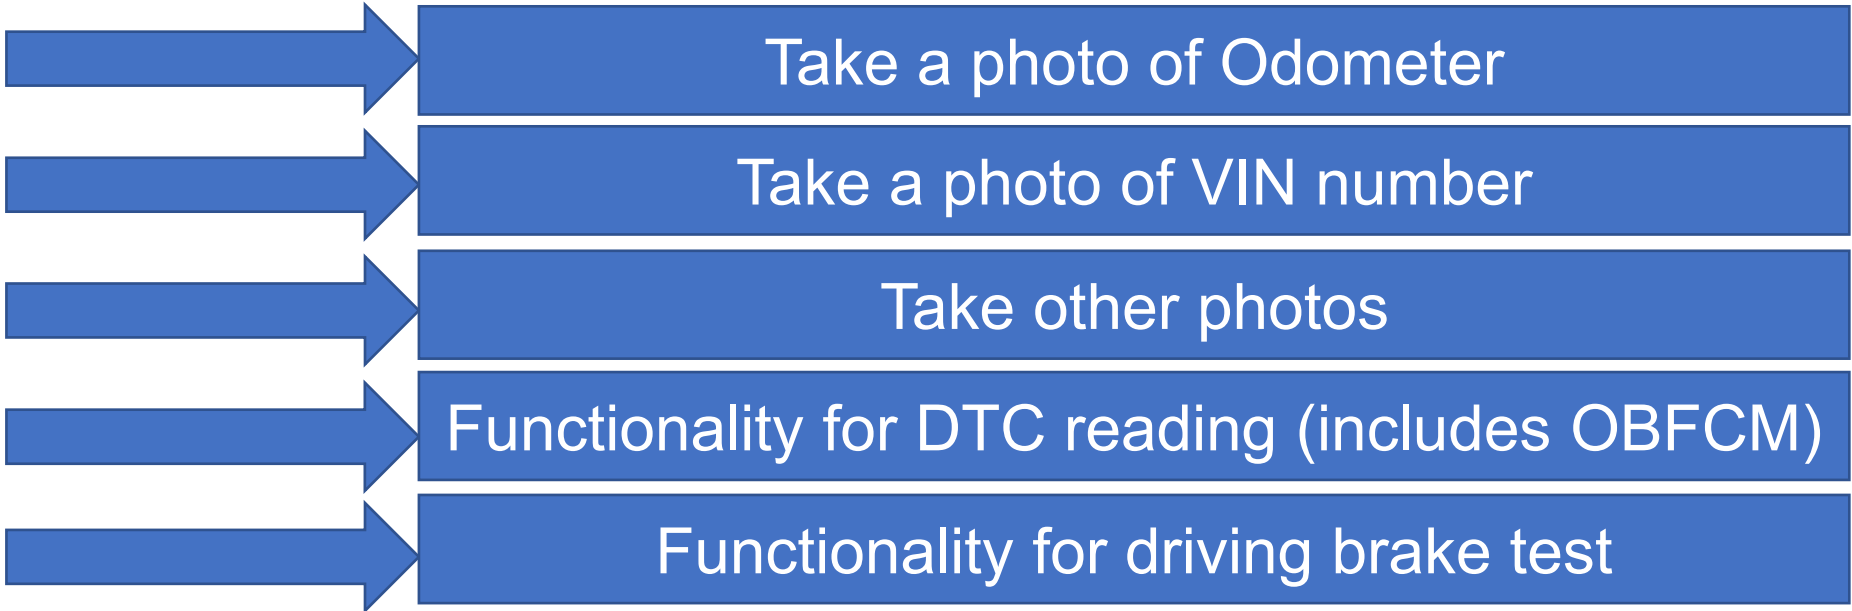 Take a photo of Odometer
Take a photo of VIN number
Take other photos
Functionality for DTC reading (includes OBFCM)
Functionality for driving brake test